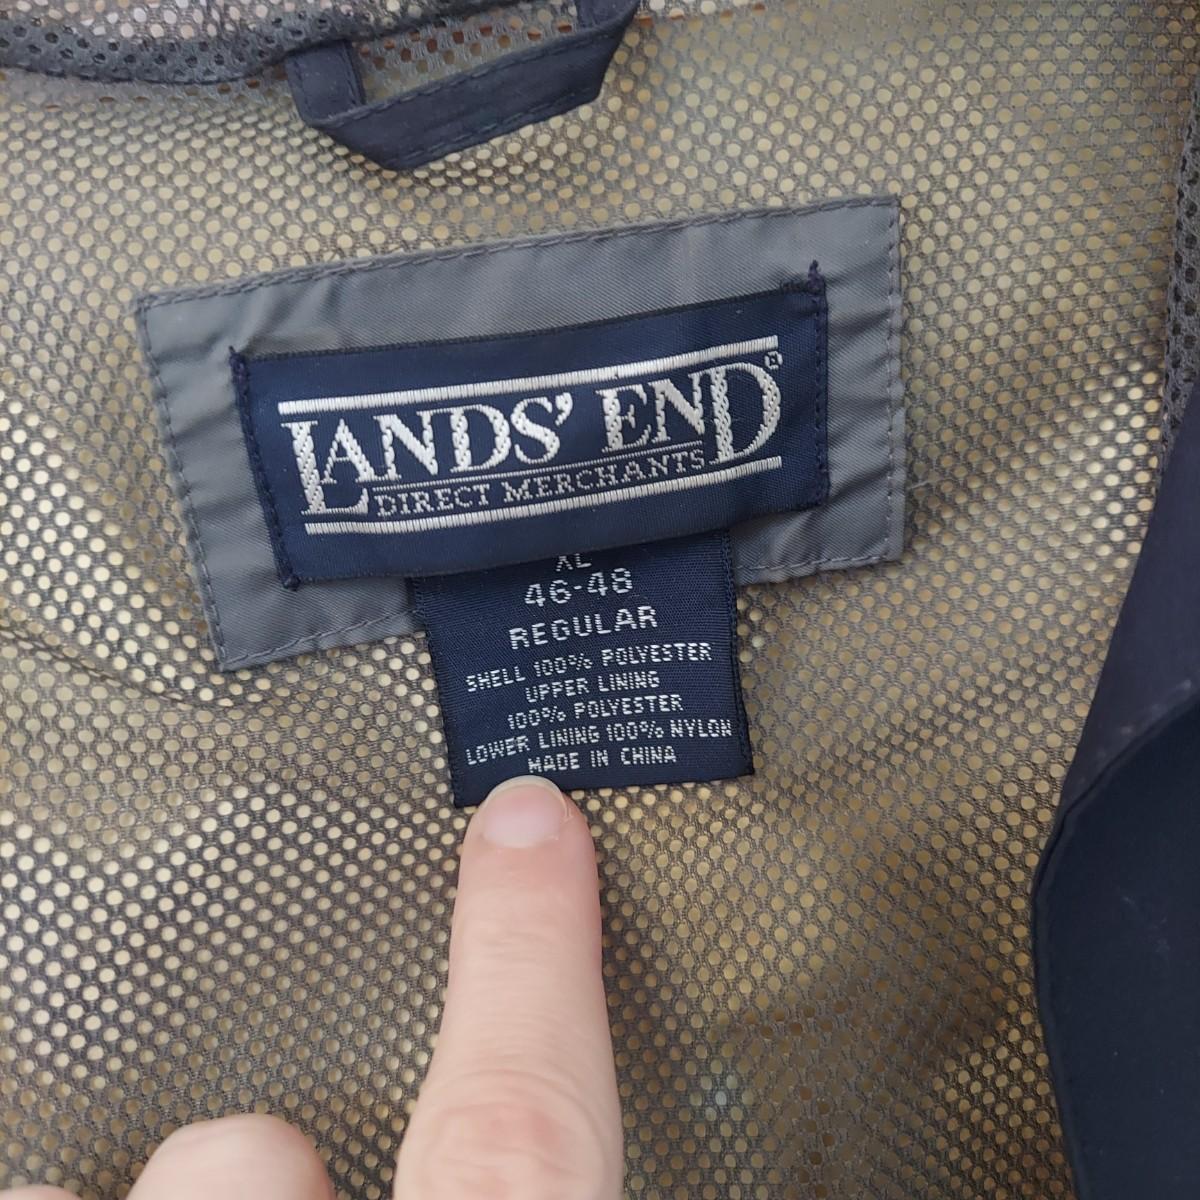 LANDS' END®
DIRECT MERCHANTS
XL
46-48
REGULAR
SHELL 100% POLYESTER
UPPER LINING
100% POLYESTER
LOWER LINING 100% NYLON
MADE IN CHINA